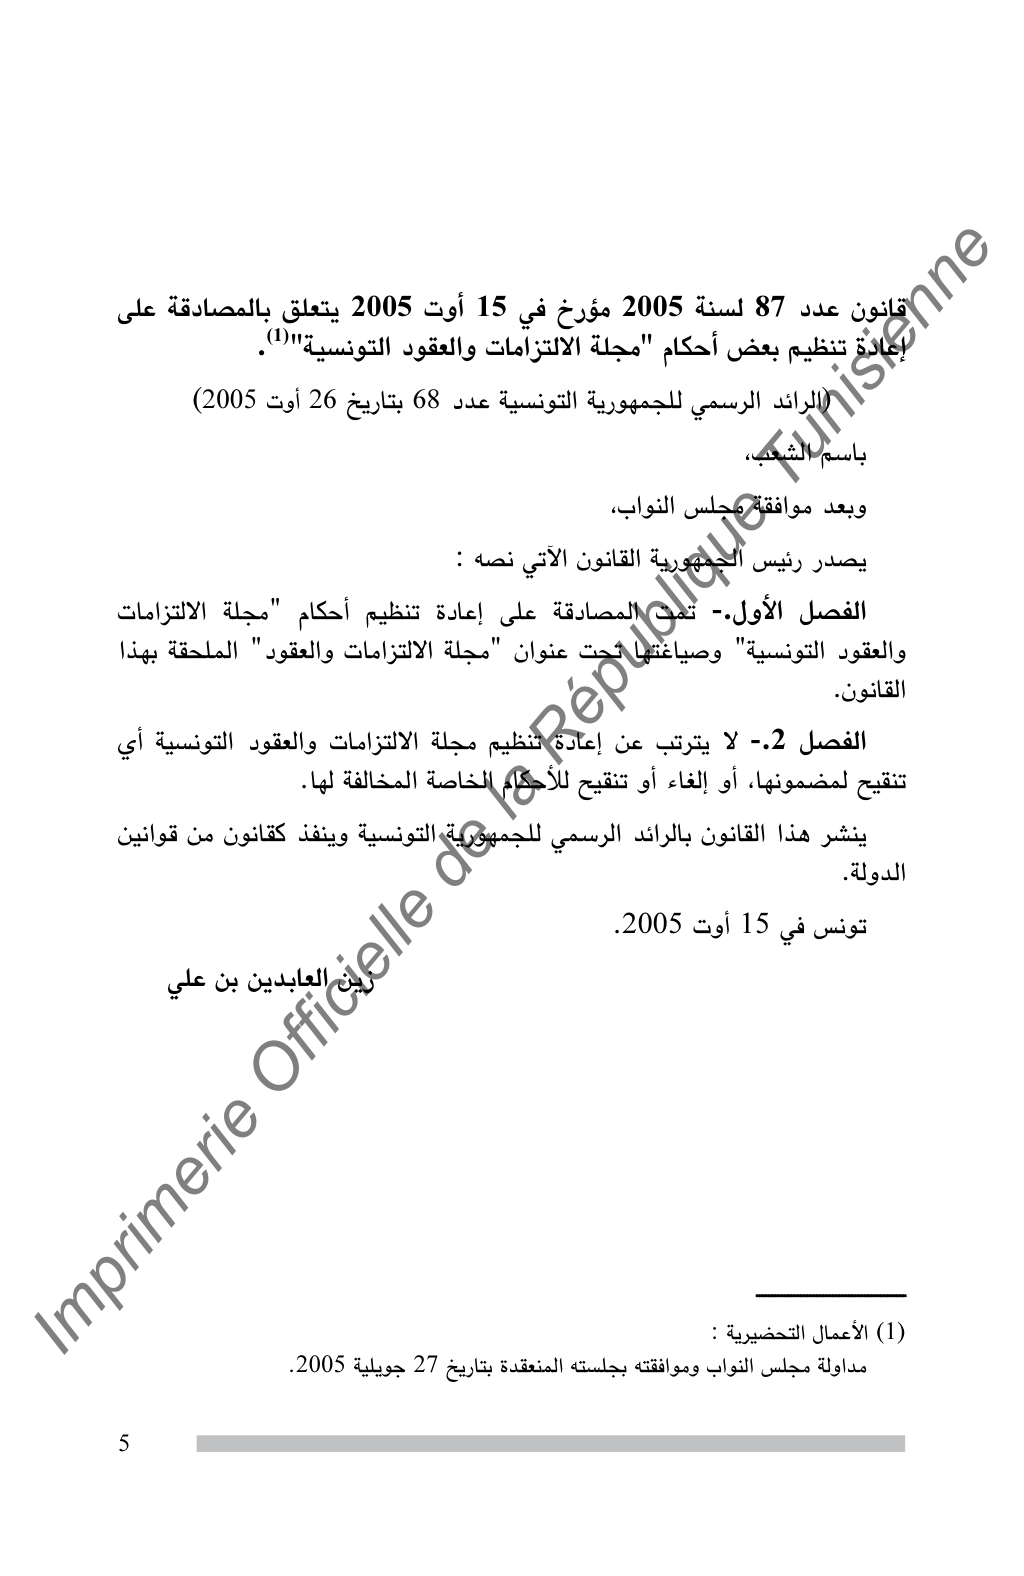 قانون عدد 87 لسنة 2005 مؤرخ في 15 أوت 2005 يتعلق بالمصادقة على
إعادة تنظيم بعض أحكام "مجلة الالتزامات والعقود التونسية"(1).
(الرائد الرسمي للجمهورية التونسية عدد 68 بتاريخ 26 أوت 2005)
باسم الشعب،
وبعد موافقة مجلس النواب،
يصدر رئيس الجمهورية القانون الآتي نصه :
الفصل الأول.- تمت المصادقة على إعادة تنظيم أحكام "مجلة الالتزامات
والعقود التونسية" وصياغتها تحت عنوان "مجلة الالتزامات والعقود" الملحقة بهذا
القانون.
الفصل 2.- لا يترتب عن إعادة تنظيم مجلة الالتزامات والعقود التونسية أي
تنقيح لمضمونها، أو إلغاء أو تنقيح للأحكام الخاصة المخالفة لها.
ينشر هذا القانون بالرائد الرسمي للجمهورية التونسية وينفذ كقانون من قوانين
الدولة.
تونس في 15 أوت 2005.
زين العابدين بن علي
(1) الأعمال التحضيرية :
مداولة مجلس النواب وموافقته بجلسته المنعقدة بتاريخ 27 جويلية 2005.
5
Imprimerie Officielle de la République Tunisienne